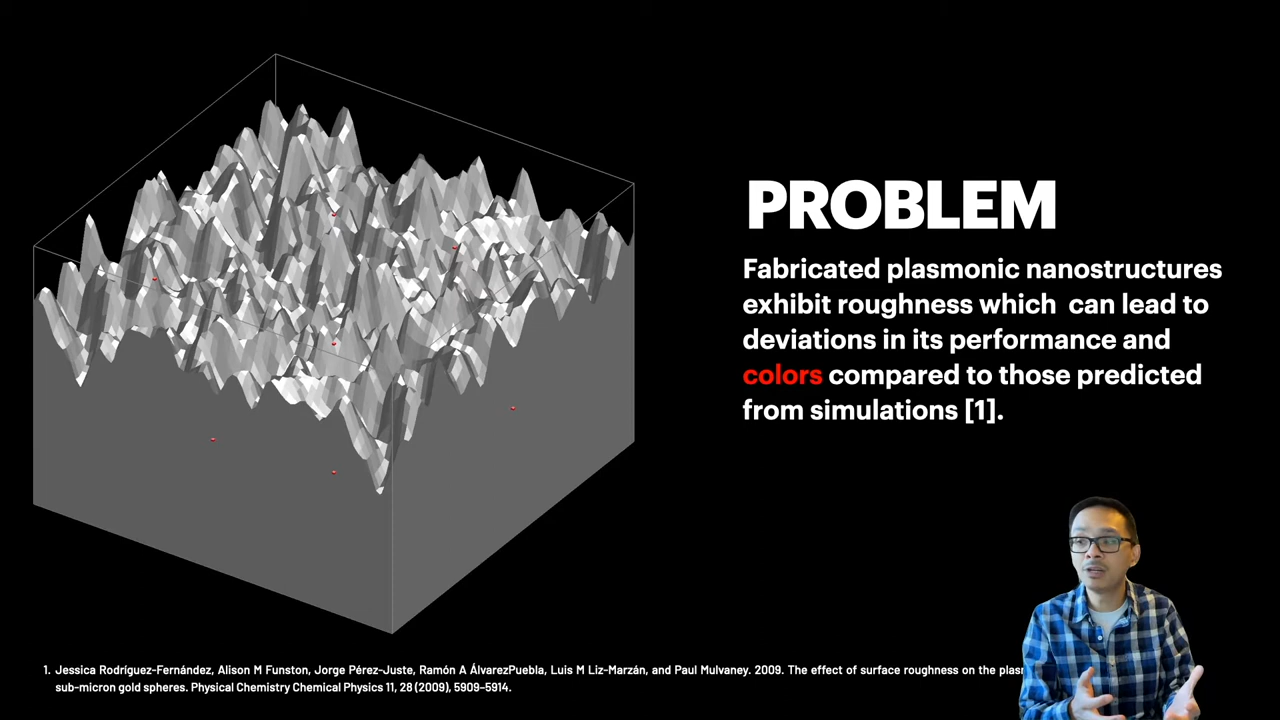 PROBLEM
Fabricated plasmonic nanostructures
exhibit roughness which can lead to
deviations in its performance and
colors compared to those predicted
from simulations [1].
1. Jessica Rodríguez-Fernández, Alison M Funston, Jorge Pérez-Juste, Ramón A ÁlvarezPuebla, Luis M Liz-Marzán, and Paul Mulvaney. 2009. The effect of surface roughness on the
sub-micron gold spheres. Physical Chemistry Chemical Physics 11, 28 (2009), 5909–5914.